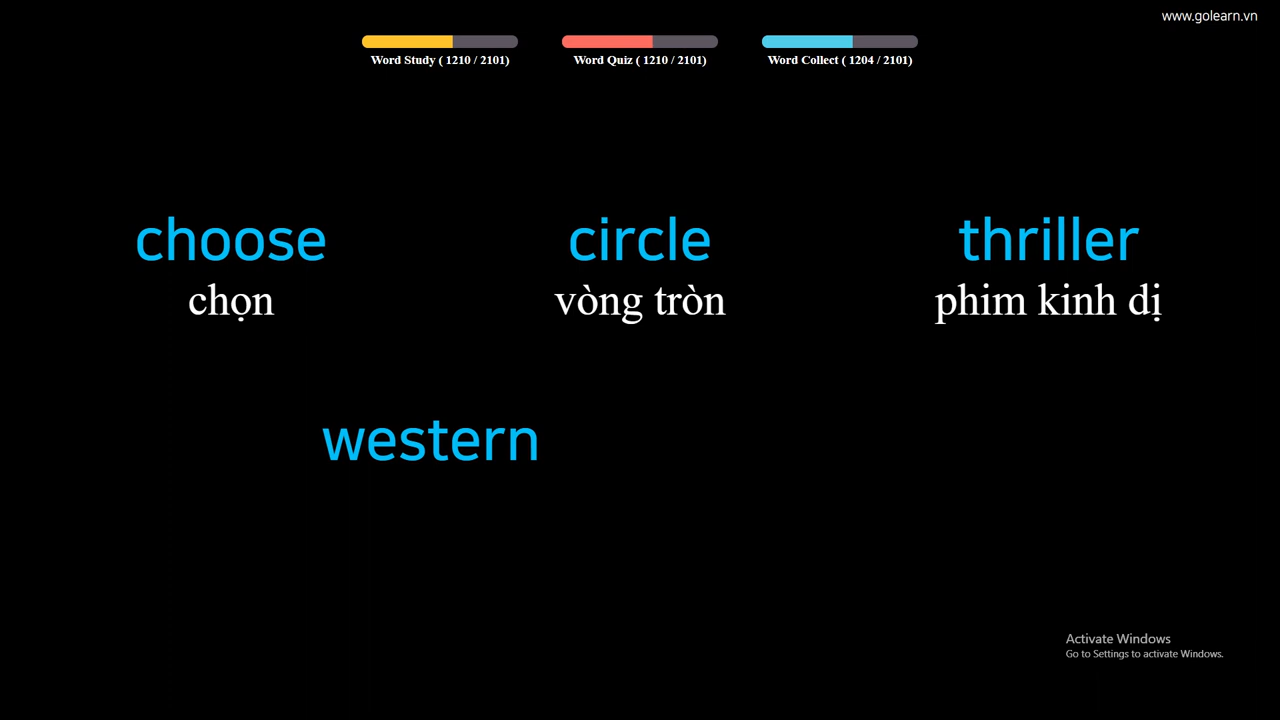 www.golearn.vn
Word Study ( 1210 / 2101) Word Quiz ( 1210 / 2101) Word Collect ( 1204 / 2101)
choose circle thriller
chọn vòng tròn phim kinh dị
western
Activate Windows
Go to Settings to activate Windows.